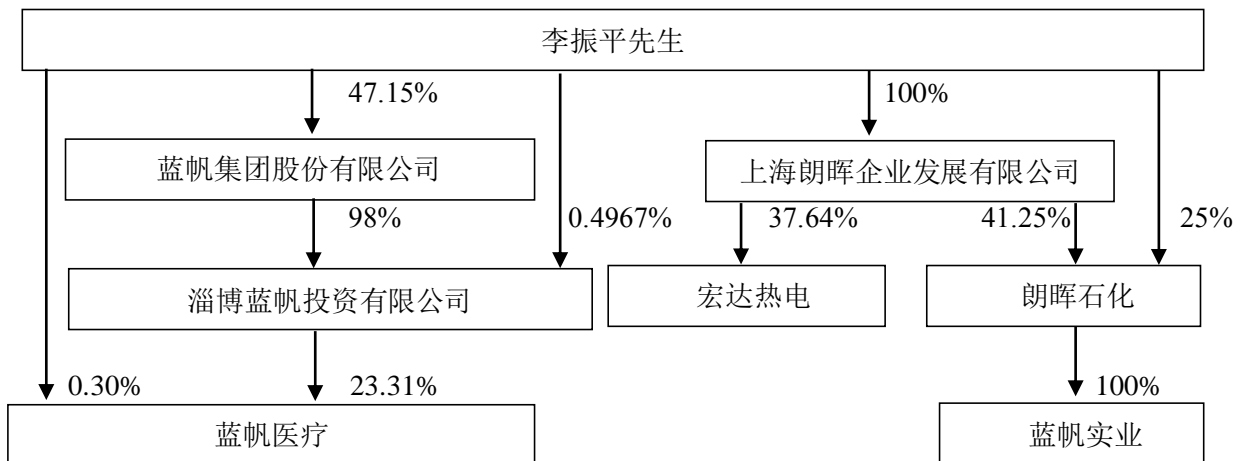 李振平先生
47.15%
100%
蓝帆集团股份有限公司
上海朗晖企业发展有限公司
98%
0.4967%
37.64%
41.25%
25%
淄博蓝帆投资有限公司
宏达热电
朗晖石化
0.30%
23.31%
100%
蓝帆医疗
蓝帆实业